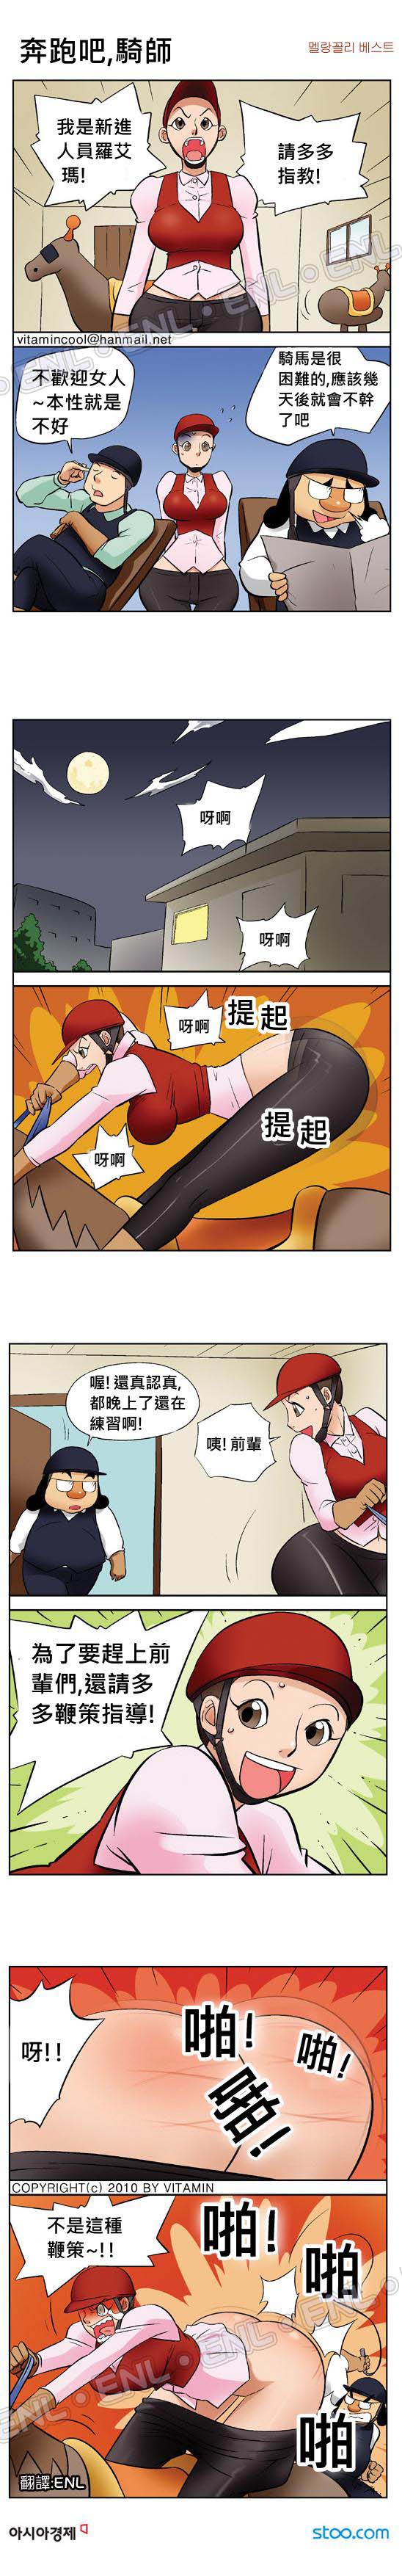 奔跑吧,騎師
멜랑꼴리 베스트
我是新進
人員羅艾
瑪!
請多多
指教!
vitamincool@hanmail.net
不歡迎女人
~本性就是
不好
騎馬是很
困難的,應該幾
天後就會不幹
了吧
呀啊
呀啊
呀啊
提起
提起
呀啊
喔! 還真認真,
都晚上了還在
練習啊!
咦! 前輩
為了要趕上前
輩們,還請多
多鞭策指導!
呀!!
啪!
啪!
啪!
COPYRIGHT(c) 2010 BY VITAMIN
不是這種
鞭策~!!
啪!
啪
啪
翻譯:ENL
ENL ENL ENL ENL
아시아경제
stoo.com